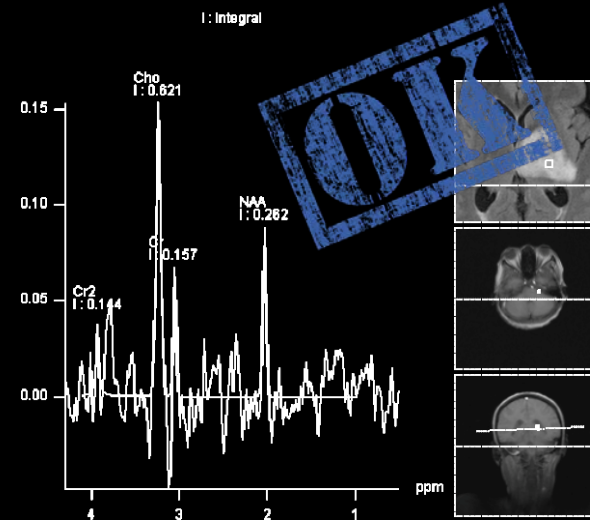 I : Integral
OK
Cho
I : 0.621
0.15
0.10
NAA
I : 0.262
Cr
I : 0.157
Cr2
I : 0.144
0.05
0.00
ppm
4
3
2
1